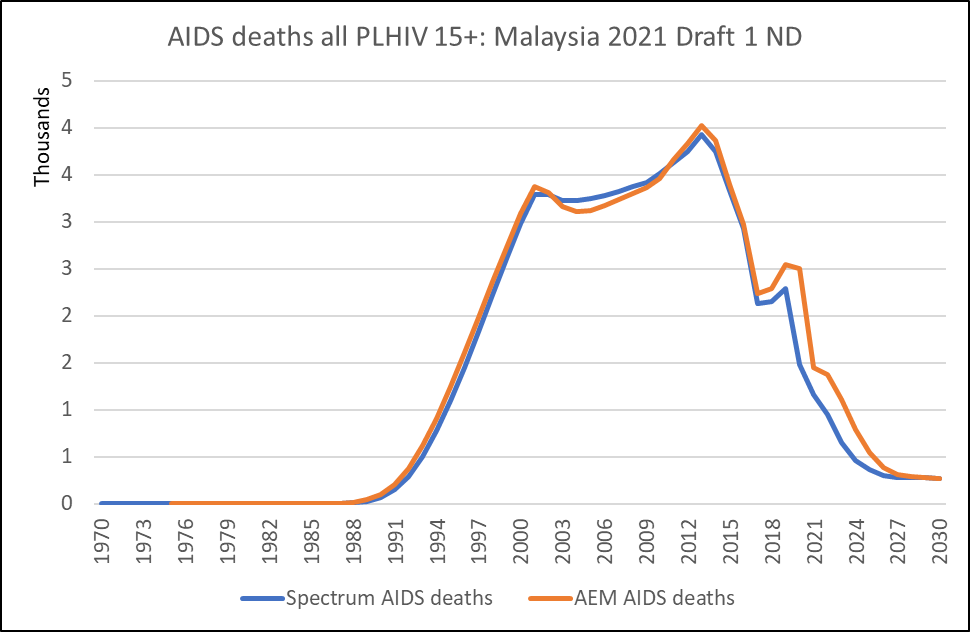 AIDS deaths all PLHIV 15+: Malaysia 2021 Draft 1 ND
Thousands
5
4
4
3
3
2
2
1
1
0
1970 1973 1976 1979 1982 1985 1988 1991 1994 1997 2000 2003 2006 2009 2012 2015 2018 2021 2024 2027 2030
Spectrum AIDS deaths AEM AIDS deaths